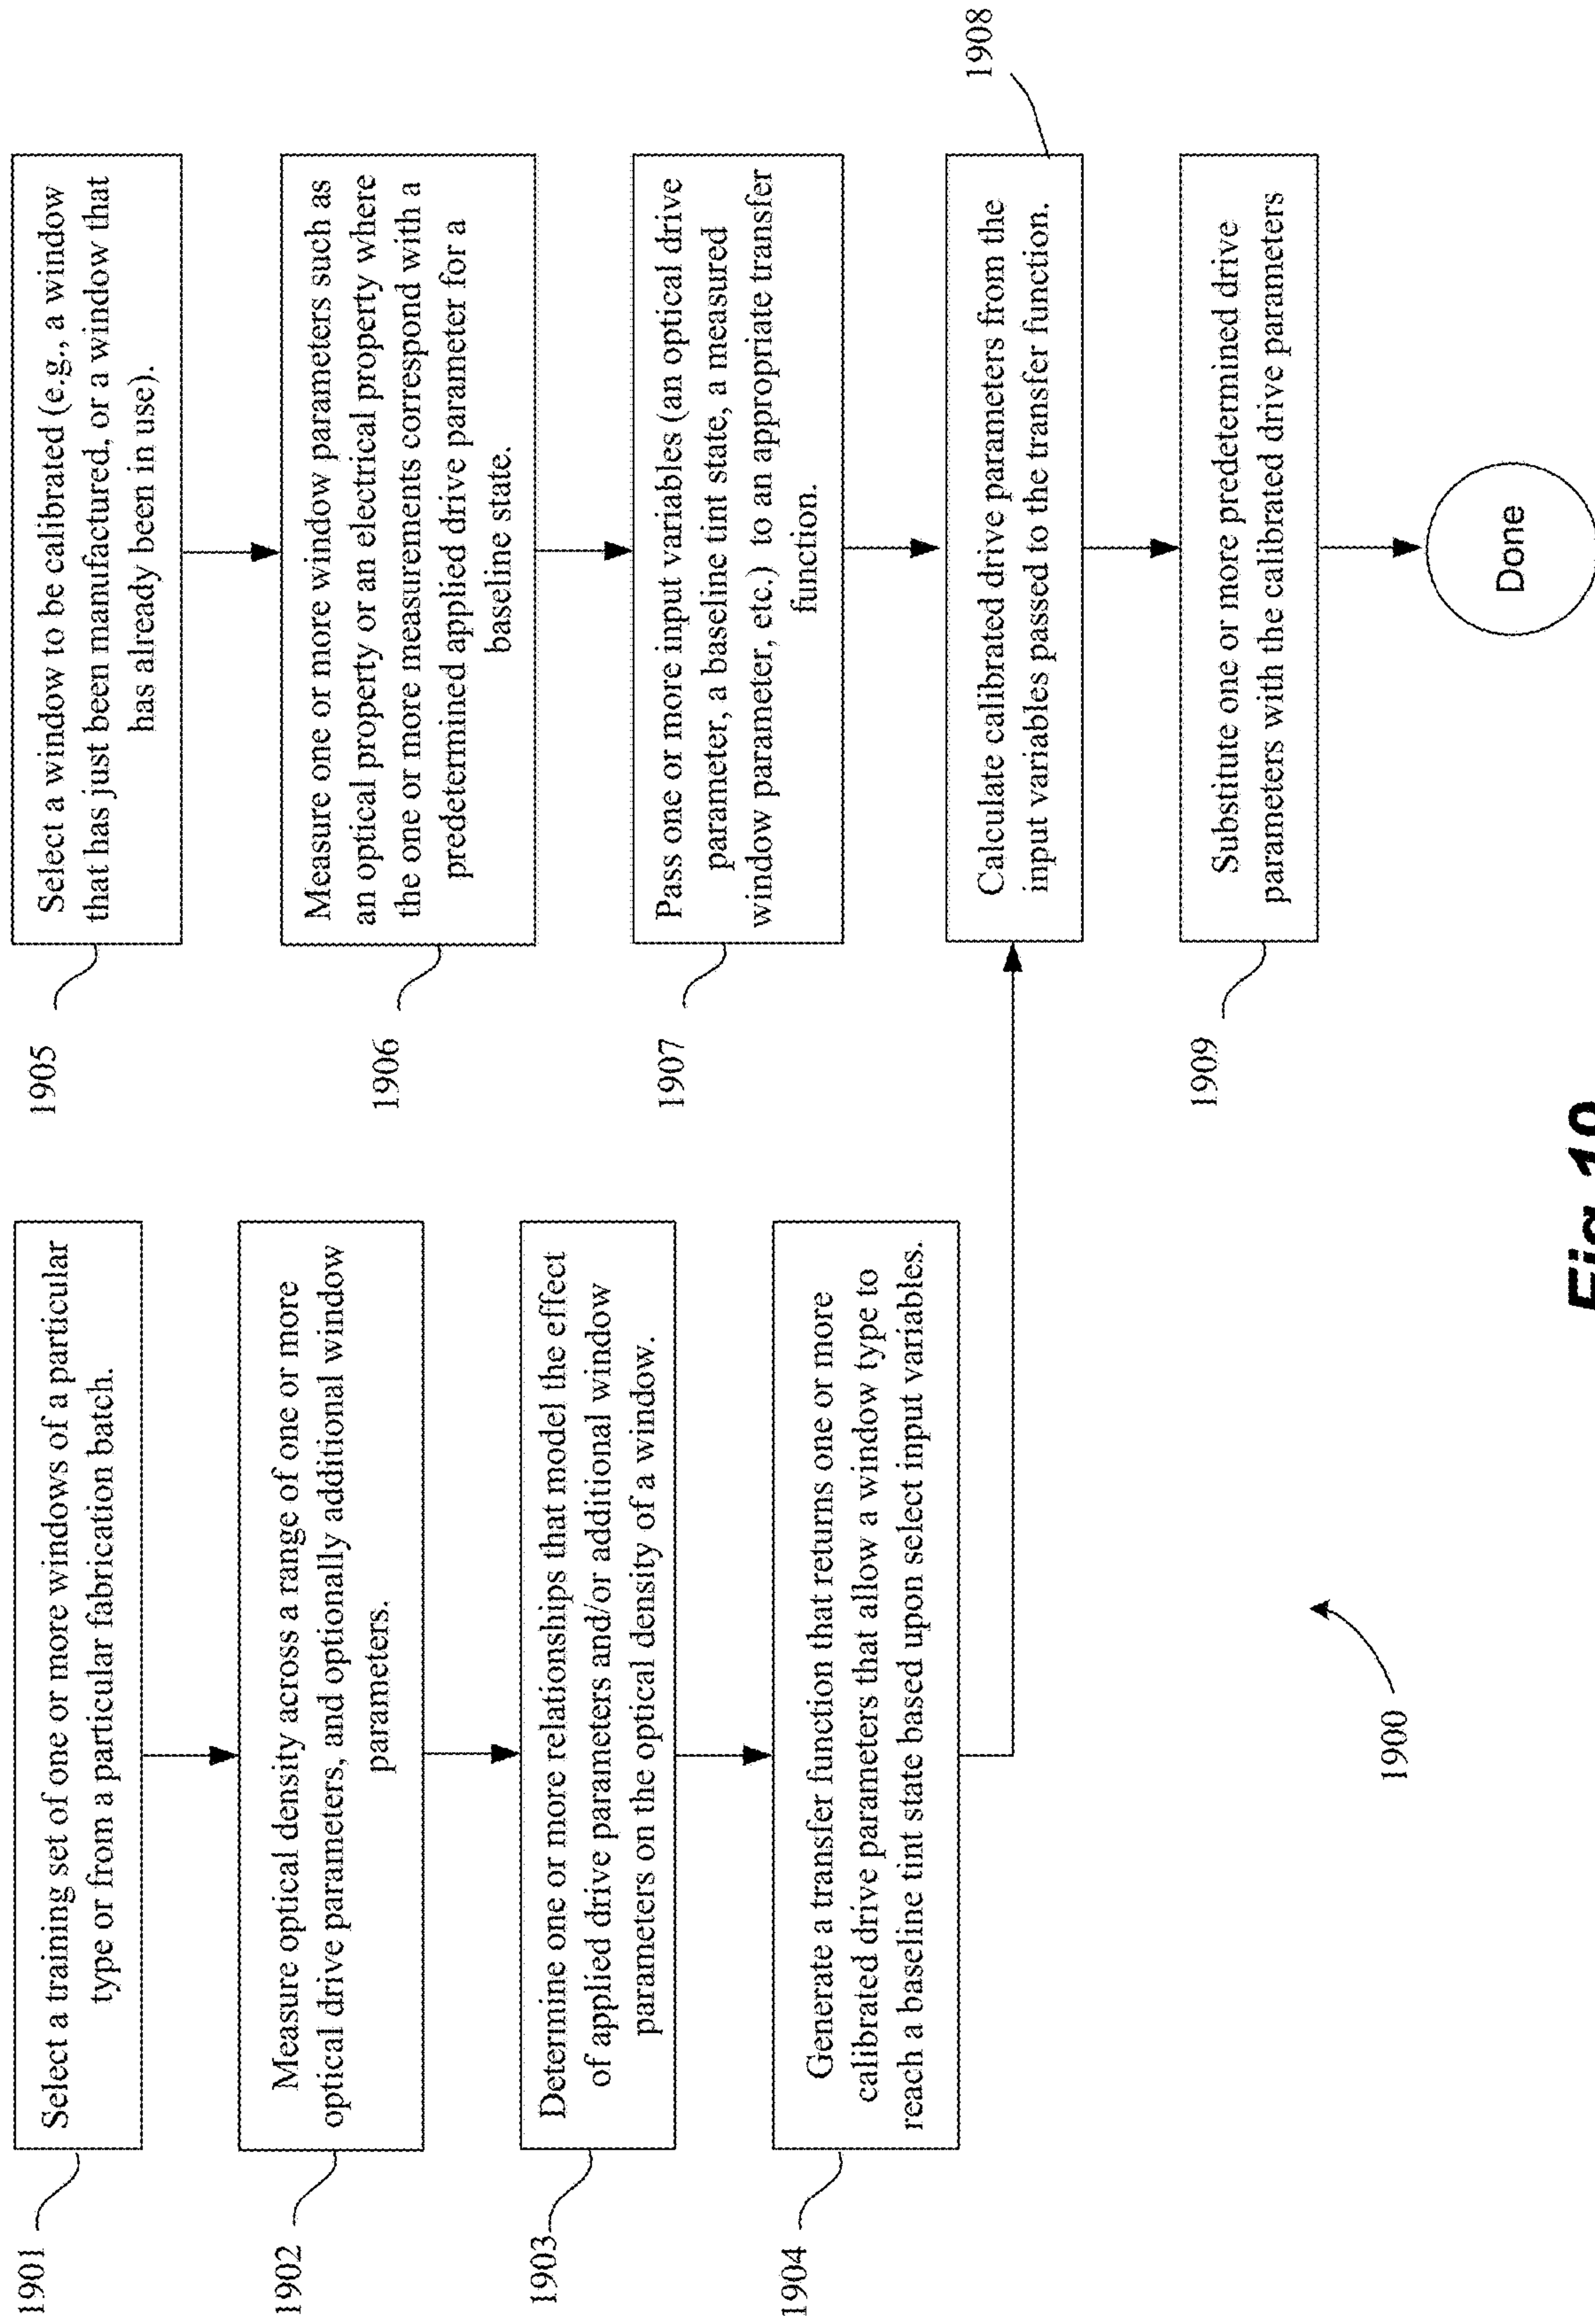 1901
Select a training set of one or more windows of a particular
type or from a particular fabrication batch.
1902
Measure optical density across a range of one or more
optical drive parameters, and optionally additional window
parameters.
1903
Determine one or more relationships that model the effect
of applied drive parameters and/or additional window
parameters on the optical density of a window.
1904
Generate a transfer function that returns one or more
calibrated drive parameters that allow a window type to
reach a baseline tint state based upon select input variables.
1905
Select a window to be calibrated (e.g., a window
that has just been manufactured, or a window that
has already been in use).
1906
Measure one or more window parameters such as
an optical property or an electrical property where
the one or more measurements correspond with a
predetermined applied drive parameter for a
baseline state.
1907
Pass one or more input variables (an optical drive
parameter, a baseline tint state, a measured
window parameter, etc.) to an appropriate transfer
function.
1908
Calculate calibrated drive parameters from the
input variables passed to the transfer function.
1909
Substitute one or more predetermined drive
parameters with the calibrated drive parameters
Done
1900
Fig. 19